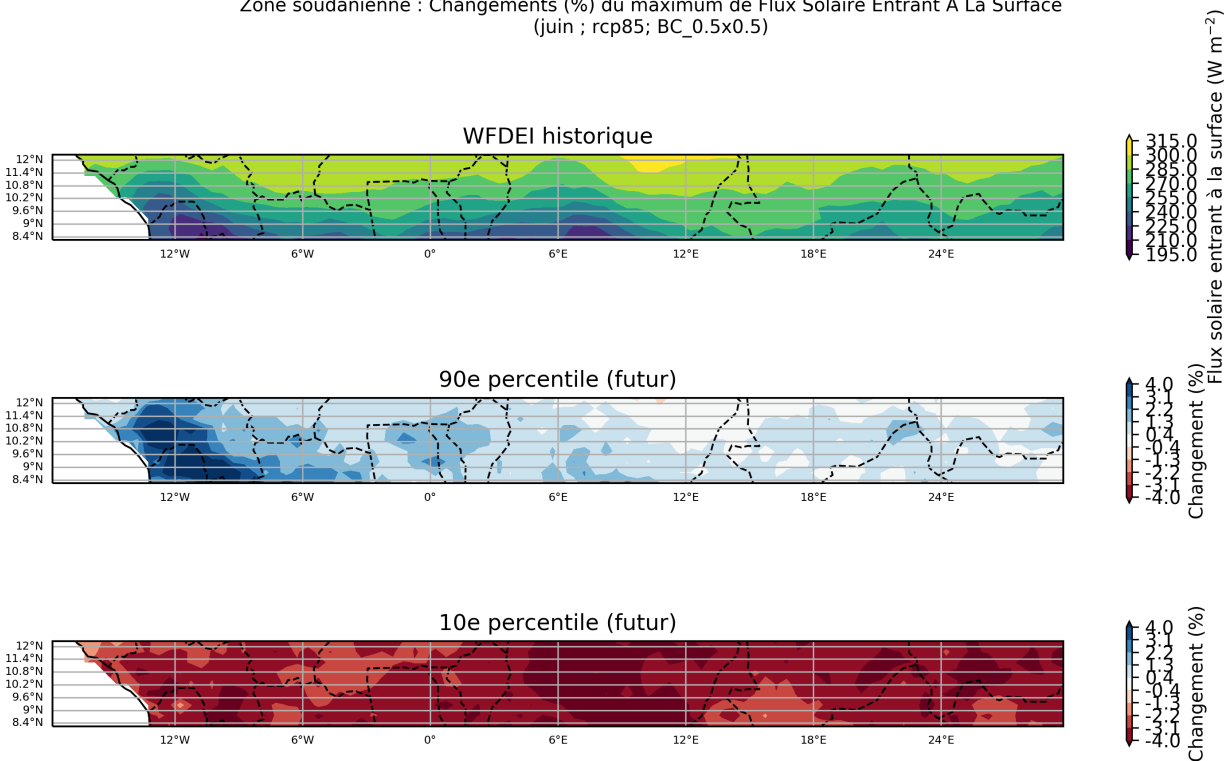 Zone soudanienne : Changements (%) du maximum de Flux Solaire Entrant A La Surface
(juin ; rcp85; BC_0.5x0.5)
WFDEI historique
12°N
11.4°N
10.8°N
10.2°N
9.6°N
9°N
8.4°N
12°W 6°W 0° 6°E 12°E 18°E 24°E
315.0
300.0
285.0
270.0
255.0
240.0
225.0
210.0
195.0
Flux solaire entrant à la surface (W m⁻²)
90e percentile (futur)
12°N
11.4°N
10.8°N
10.2°N
9.6°N
9°N
8.4°N
12°W 6°W 0° 6°E 12°E 18°E 24°E
4.0
3.1
2.2
1.3
0.4
-0.4
-1.3
-2.2
-3.1
-4.0
Changement (%)
10e percentile (futur)
12°N
11.4°N
10.8°N
10.2°N
9.6°N
9°N
8.4°N
12°W 6°W 0° 6°E 12°E 18°E 24°E
4.0
3.1
2.2
1.3
0.4
-0.4
-1.3
-2.2
-3.1
-4.0
Changement (%)